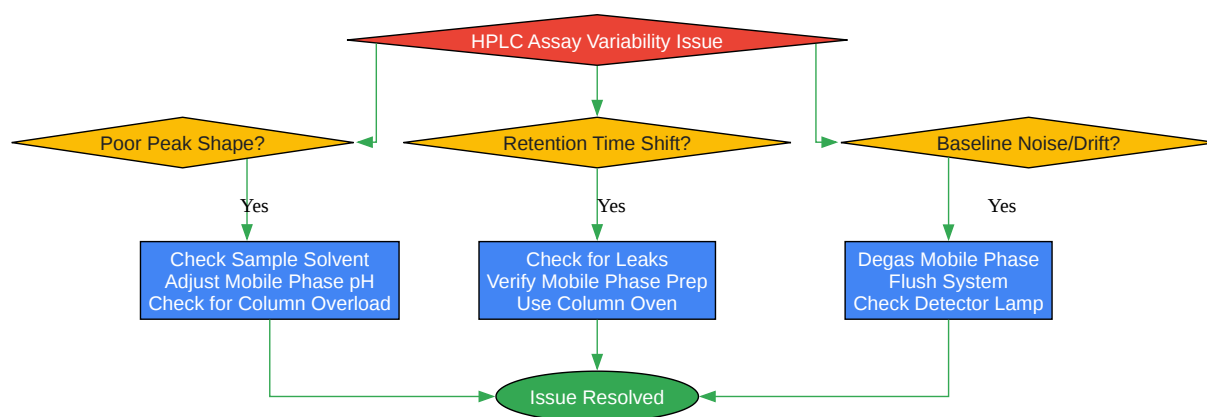 HPLC Assay Variability Issue
Poor Peak Shape?
Retention Time Shift?
Baseline Noise/Drift?
Yes
Yes
Yes
Check Sample Solvent
Adjust Mobile Phase pH
Check for Column Overload
Check for Leaks
Verify Mobile Phase Prep
Use Column Oven
Degas Mobile Phase
Flush System
Check Detector Lamp
Issue Resolved